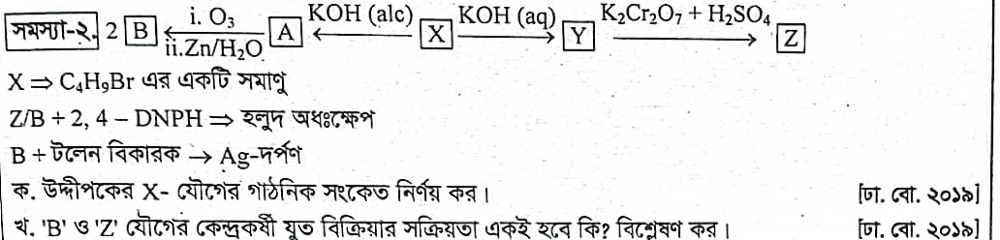 সমস্যা-২. 2 B ← i. O₃ ii.Zn/H₂O A ← KOH (alc) X KOH (aq) → Y K₂Cr₂O₇ + H₂SO₄ → Z
X ⇒ C₄H₉Br এর একটি সমাণু
Z/B + 2, 4 – DNPH ⇒ হলুদ অধঃক্ষেপ
B + টলেন বিকারক → Ag-দর্পণ
ক. উদ্দীপকের X- যৌগের গাঠনিক সংকেত নির্ণয় কর। [ঢা. বো. ২০১৯]
খ. 'B' ও 'Z' যৌগের কেন্দ্রকর্ষী যুত বিক্রিয়ার সক্রিয়তা একই হবে কি? বিশ্লেষণ কর। [ঢা. বো. ২০১৯]